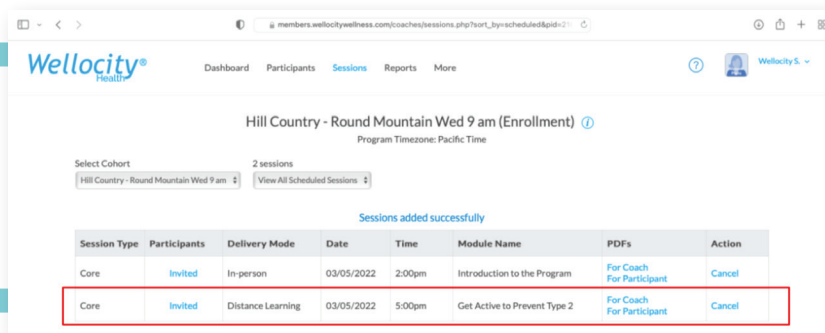 members.wellocitywellness.com/coaches/sessions.php?sort_by=scheduled&pid=2
Wellocity®
Health
Dashboard Participants Sessions Reports More
? Wellocity S.
Hill Country - Round Mountain Wed 9 am (Enrollment) i
Program Timezone: Pacific Time
Select Cohort 2 sessions
Hill Country - Round Mountain Wed 9 am View All Scheduled Sessions
Sessions added successfully
Session Type Participants Delivery Mode Date Time Module Name PDFs Action
Core Invited In-person 03/05/2022 2:00pm Introduction to the Program For Coach Cancel
For Participant
Core Invited Distance Learning 03/05/2022 5:00pm Get Active to Prevent Type 2 For Coach Cancel
For Participant